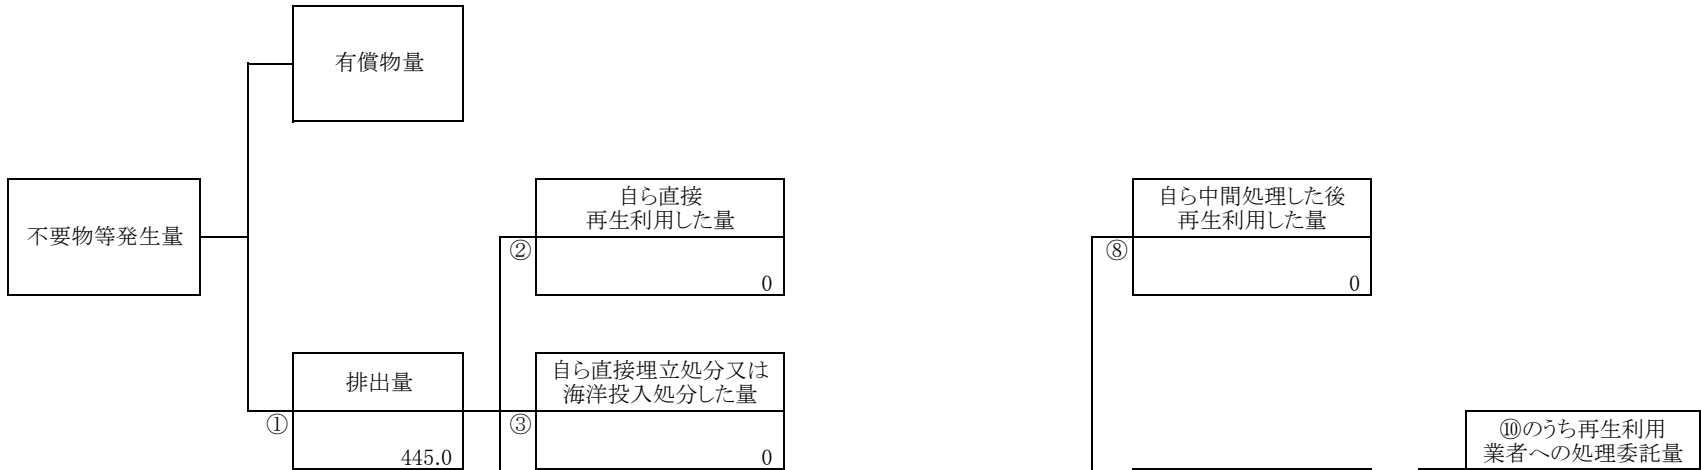 有償物量
不要物等発生量
自ら直接
再生利用した量
②
0
自ら中間処理した後
再生利用した量
⑧
0
排出量
①
445.0
自ら直接埋立処分又は
海洋投入処分した量
③
0
⑩のうち再生利用
業者への処理委託量